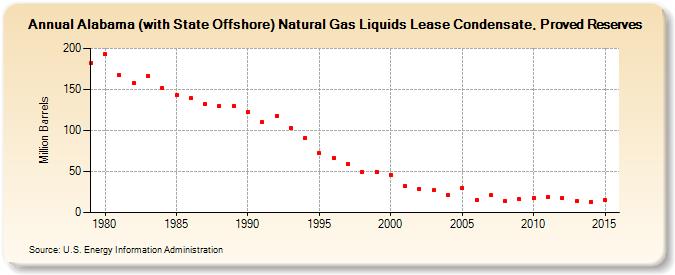 Annual Alabama (with State Offshore) Natural Gas Liquids Lease Condensate, Proved Reserves
Million Barrels
200
150
100
50
0
1980 1985 1990 1995 2000 2005 2010 2015
Source: U.S. Energy Information Administration